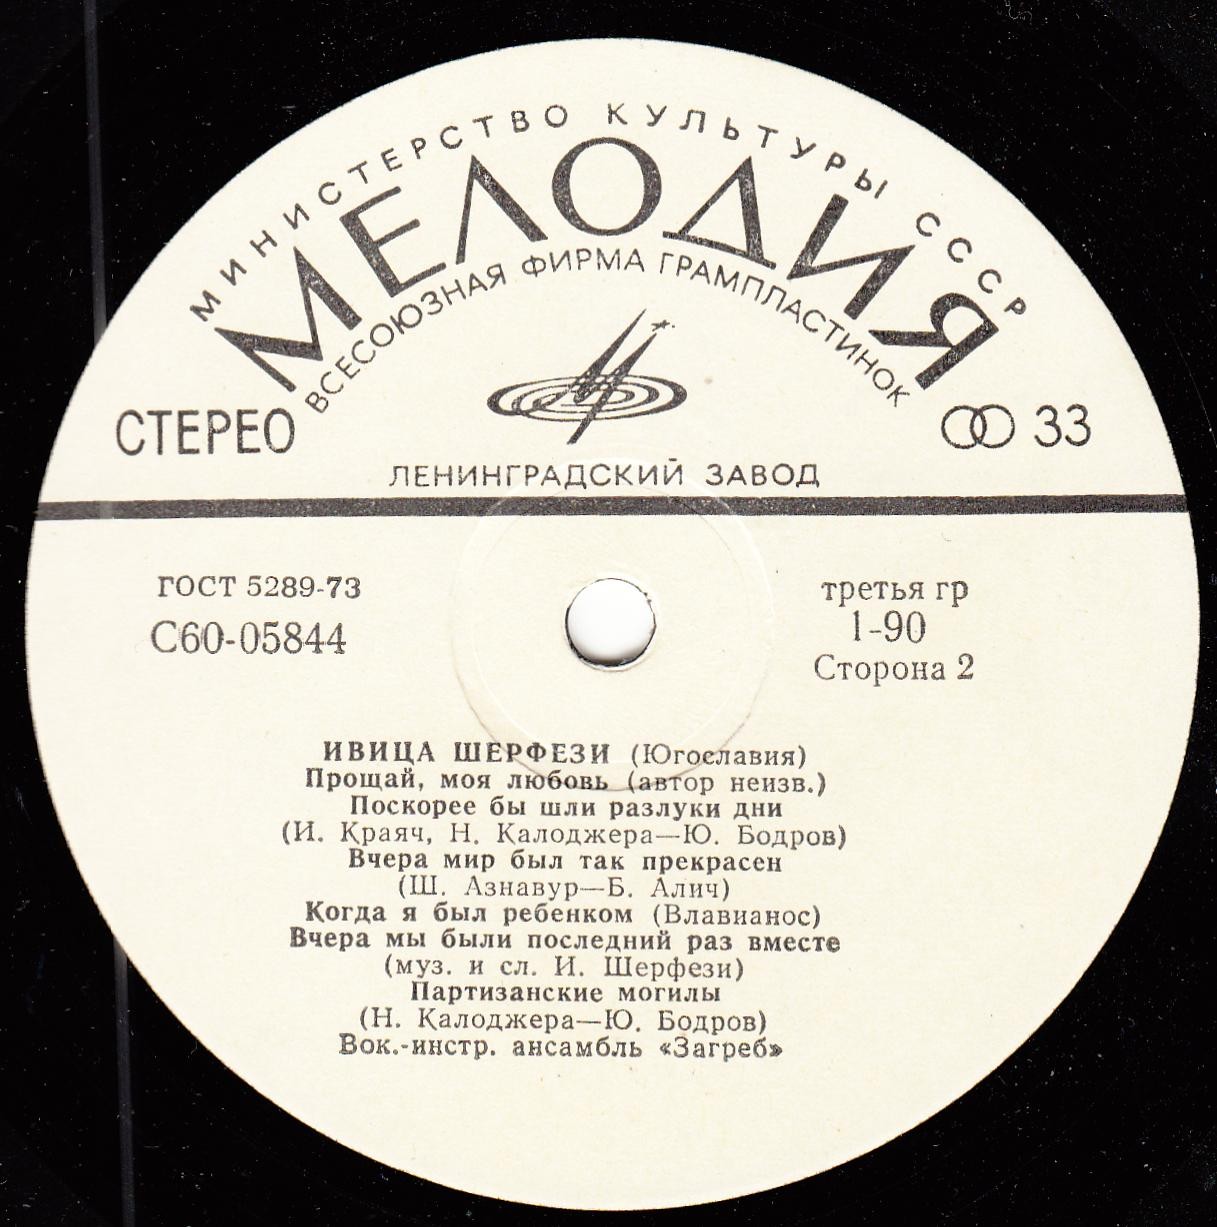 МИНИСТЕРСТВО КУЛЬТУРЫ СССР
МЕЛОДИЯ
ВСЕСОЮЗНАЯ ФИРМА ГРАМПЛАСТИНОК
СТЕРЕО
33
ЛЕНИНГРАДСКИЙ ЗАВОД
ГОСТ 5289-73
С60-05844
третья гр
1-90
Сторона 2
ИВИЦА ШЕРФЕЗИ (Югославия)
Прощай, моя любовь (автор неизв.)
Поскорее бы шли разлуки дни
(И. Краяч, Н. Калоджера—Ю. Бодров)
Вчера мир был так прекрасен
(Ш. Азнавур—Б. Алич)
Когда я был ребенком (Влавианос)
Вчера мы были последний раз вместе
(муз. и сл. И. Шерфези)
Партизанские могилы
(Н. Калоджера—Ю. Бодров)
Вок.-инстр. ансамбль «Загреб»